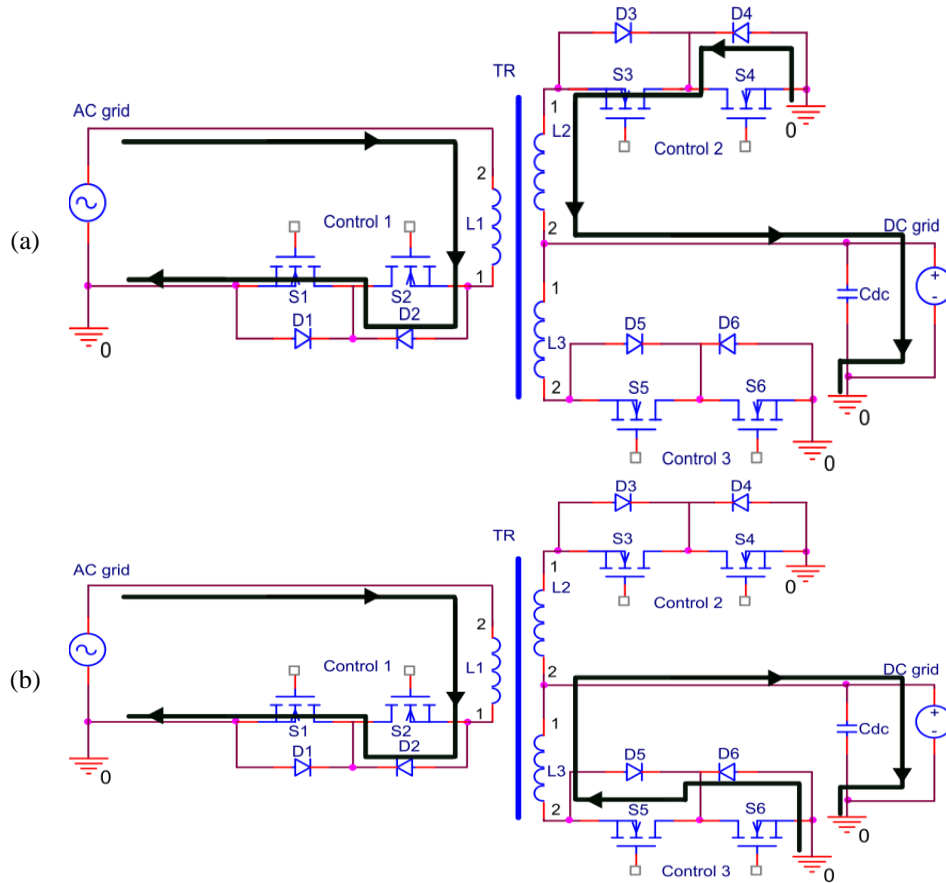 (a)
AC grid
Control 1
S1
S2
D1
D2
0
2
L1
1
TR
1
L2
2
1
L3
2
D3
D4
S3
S4
Control 2
0
DC grid
+
-
Cdc
0
D5
D6
S5
S6
Control 3
0
(b)
AC grid
Control 1
S1
S2
D1
D2
0
2
L1
1
TR
1
L2
2
1
L3
2
D3
D4
S3
S4
Control 2
0
DC grid
+
-
Cdc
0
D5
D6
S5
S6
Control 3
0